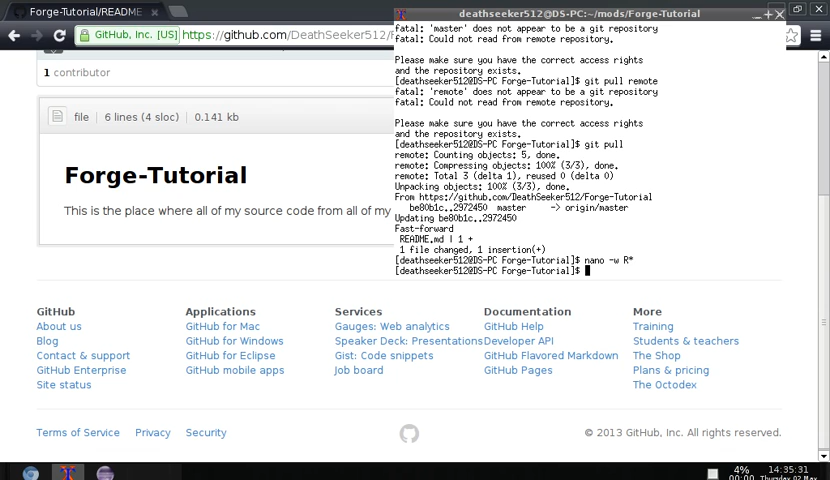 Forge-Tutorial/README
deathseeker512@DS-PC:~/mods/Forge-Tutorial
GitHub, Inc. [US]
https://github.com/DeathSeeker512/
fatal: 'master' does not appear to be a git repository
fatal: Could not read from remote repository.
Please make sure you have the correct access rights
and the repository exists.
[deathseeker512@DS-PC Forge-Tutorial]$ git pull remote
fatal: 'remote' does not appear to be a git repository
fatal: Could not read from remote repository.
Please make sure you have the correct access rights
and the repository exists.
[deathseeker512@DS-PC Forge-Tutorial]$ git pull
remote: Counting objects: 5, done.
remote: Compressing objects: 100% (3/3), done.
remote: Total 3 (delta 1), reused 0 (delta 0)
Unpacking objects: 100% (3/3), done.
From https://github.com/DeathSeeker512/Forge-Tutorial
be80b1c..2972450 master -> origin/master
Updating be80b1c..2972450
Fast-forward
README.md | 1 +
1 file changed, 1 insertion(+)
[deathseeker512@DS-PC Forge-Tutorial]$ nano -w R*
[deathseeker512@DS-PC Forge-Tutorial]$
1 contributor
file 6 lines (4 sloc) 0.141 kb
Forge-Tutorial
This is the place where all of my source code from all of my
GitHub
About us
Blog
Contact & support
GitHub Enterprise
Site status
Applications
GitHub for Mac
GitHub for Windows
GitHub for Eclipse
GitHub mobile apps
Services
Gauges: Web analytics
Speaker Deck: Presentations
Gist: Code snippets
Job board
Documentation
GitHub Help
Developer API
GitHub Flavored Markdown
GitHub Pages
More
Training
Students & teachers
The Shop
Plans & pricing
The Octodex
Terms of Service Privacy Security
© 2013 GitHub, Inc. All rights reserved.
4%
00:00
14:35:31
Thursday 02 May